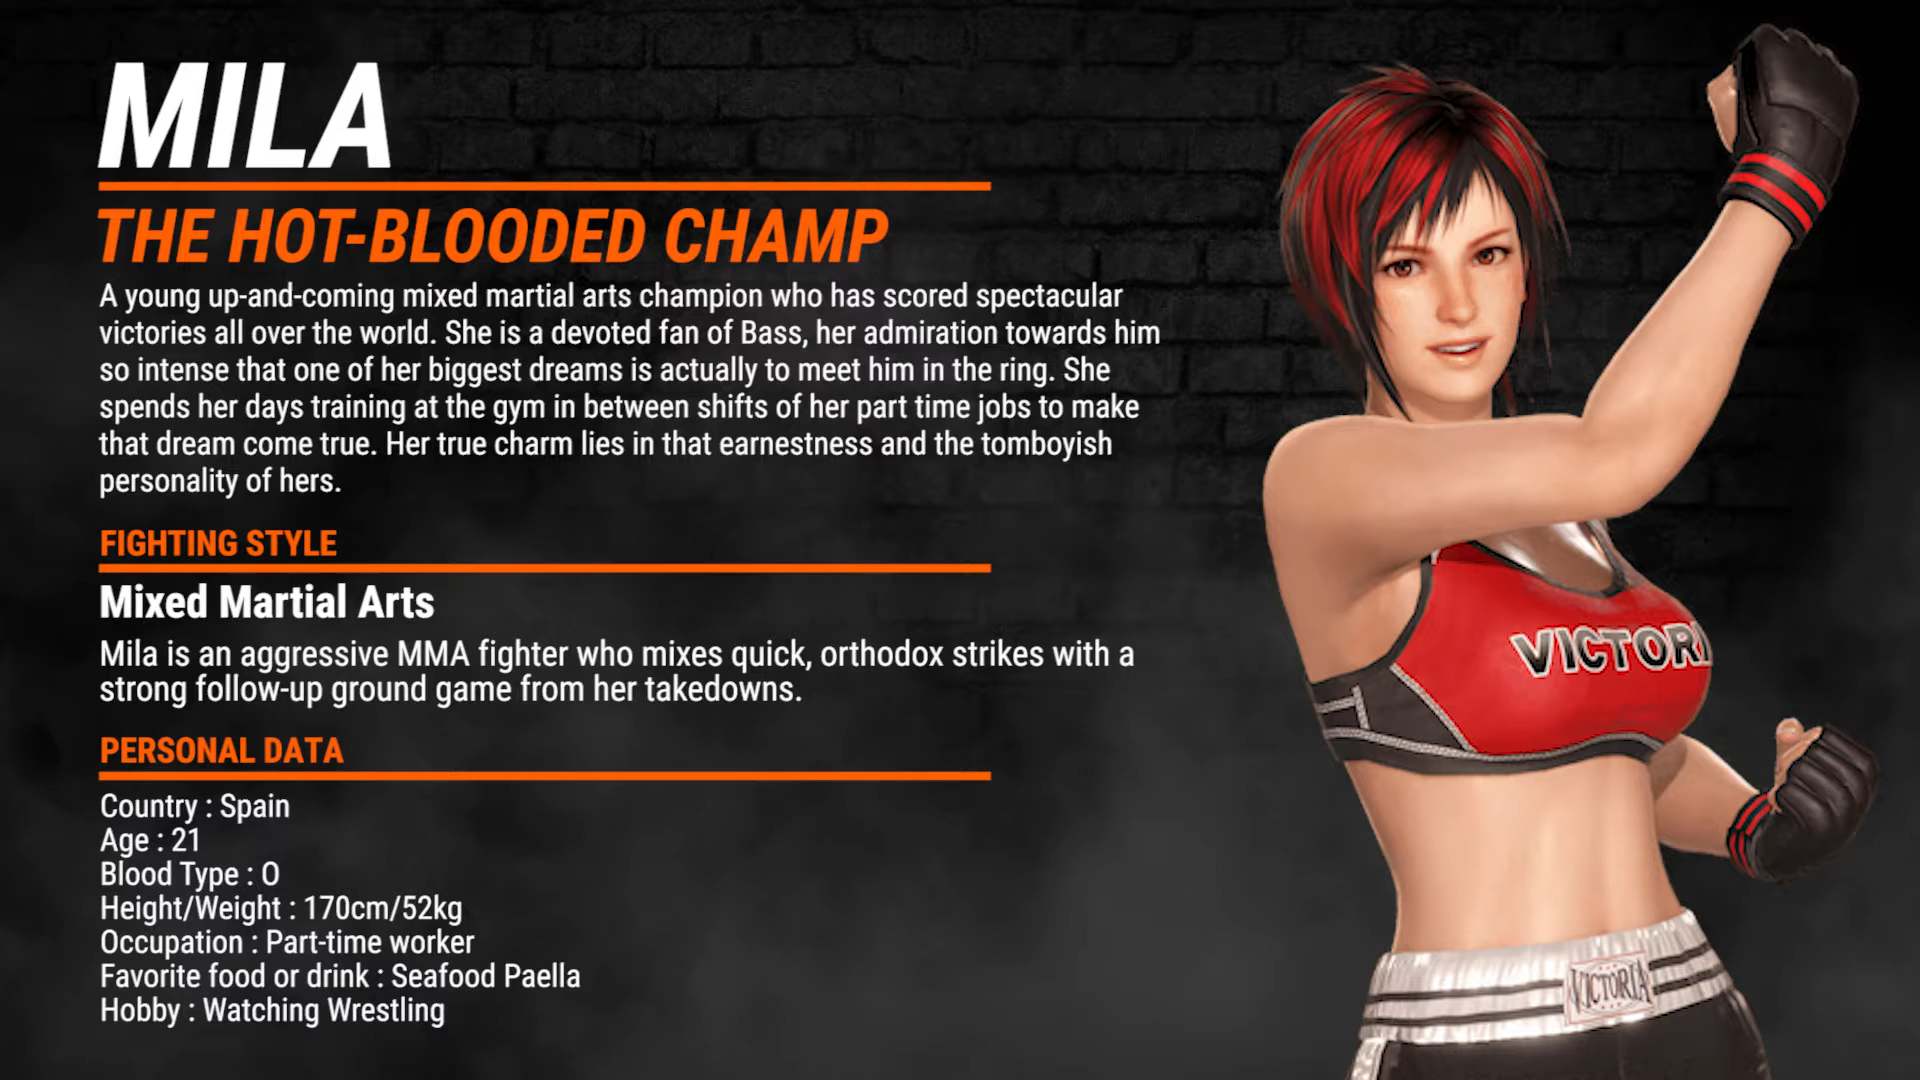 MILA
THE HOT-BLOODED CHAMP
A young up-and-coming mixed martial arts champion who has scored spectacular
victories all over the world. She is a devoted fan of Bass, her admiration towards him
so intense that one of her biggest dreams is actually to meet him in the ring. She
spends her days training at the gym in between shifts of her part time jobs to make
that dream come true. Her true charm lies in that earnestness and the tomboyish
personality of hers.
FIGHTING STYLE
Mixed Martial Arts
Mila is an aggressive MMA fighter who mixes quick, orthodox strikes with a
strong follow-up ground game from her takedowns.
PERSONAL DATA
Country : Spain
Age : 21
Blood Type : O
Height/Weight : 170cm/52kg
Occupation : Part-time worker
Favorite food or drink : Seafood Paella
Hobby : Watching Wrestling
VICTORI
VICTORIA